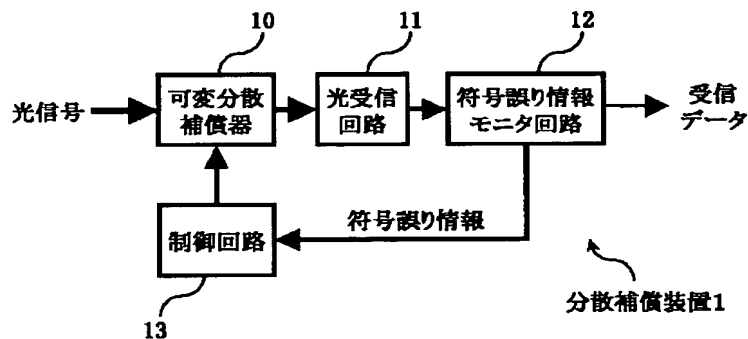 10
11
12
光信号
可変分散
補償器
光受信
回路
符号誤り情報
モニタ回路
受信
データ
制御回路
符号誤り情報
13
分散補償装置1